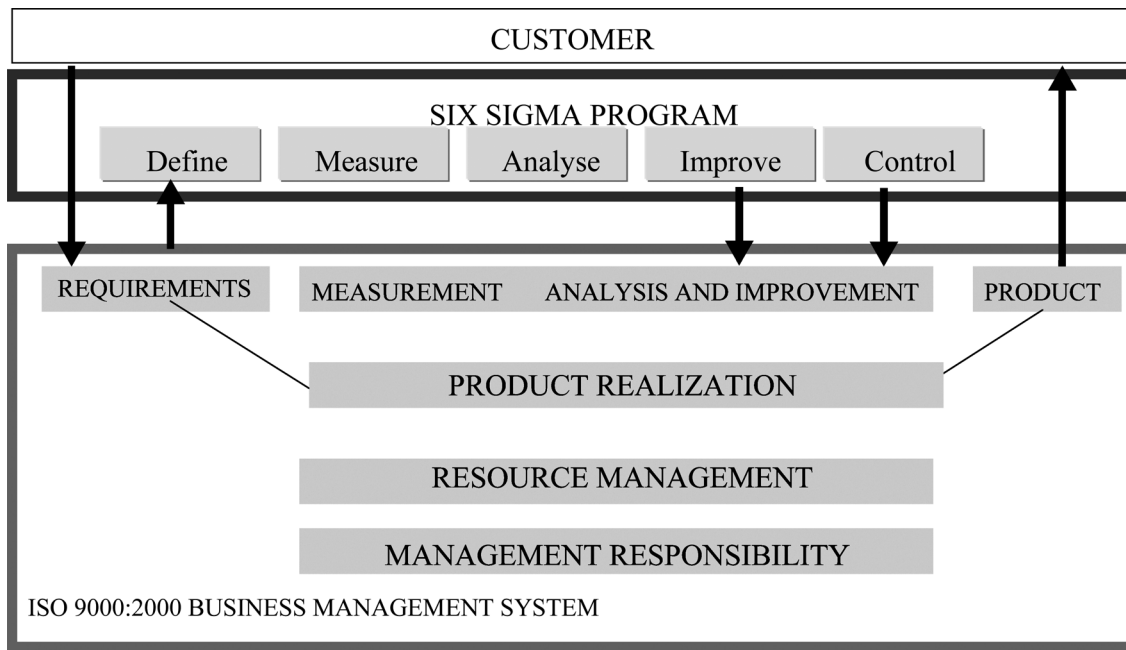 CUSTOMER
SIX SIGMA PROGRAM
Define Measure Analyse Improve Control
REQUIREMENTS MEASUREMENT ANALYSIS AND IMPROVEMENT PRODUCT
PRODUCT REALIZATION
RESOURCE MANAGEMENT
MANAGEMENT RESPONSIBILITY
ISO 9000:2000 BUSINESS MANAGEMENT SYSTEM